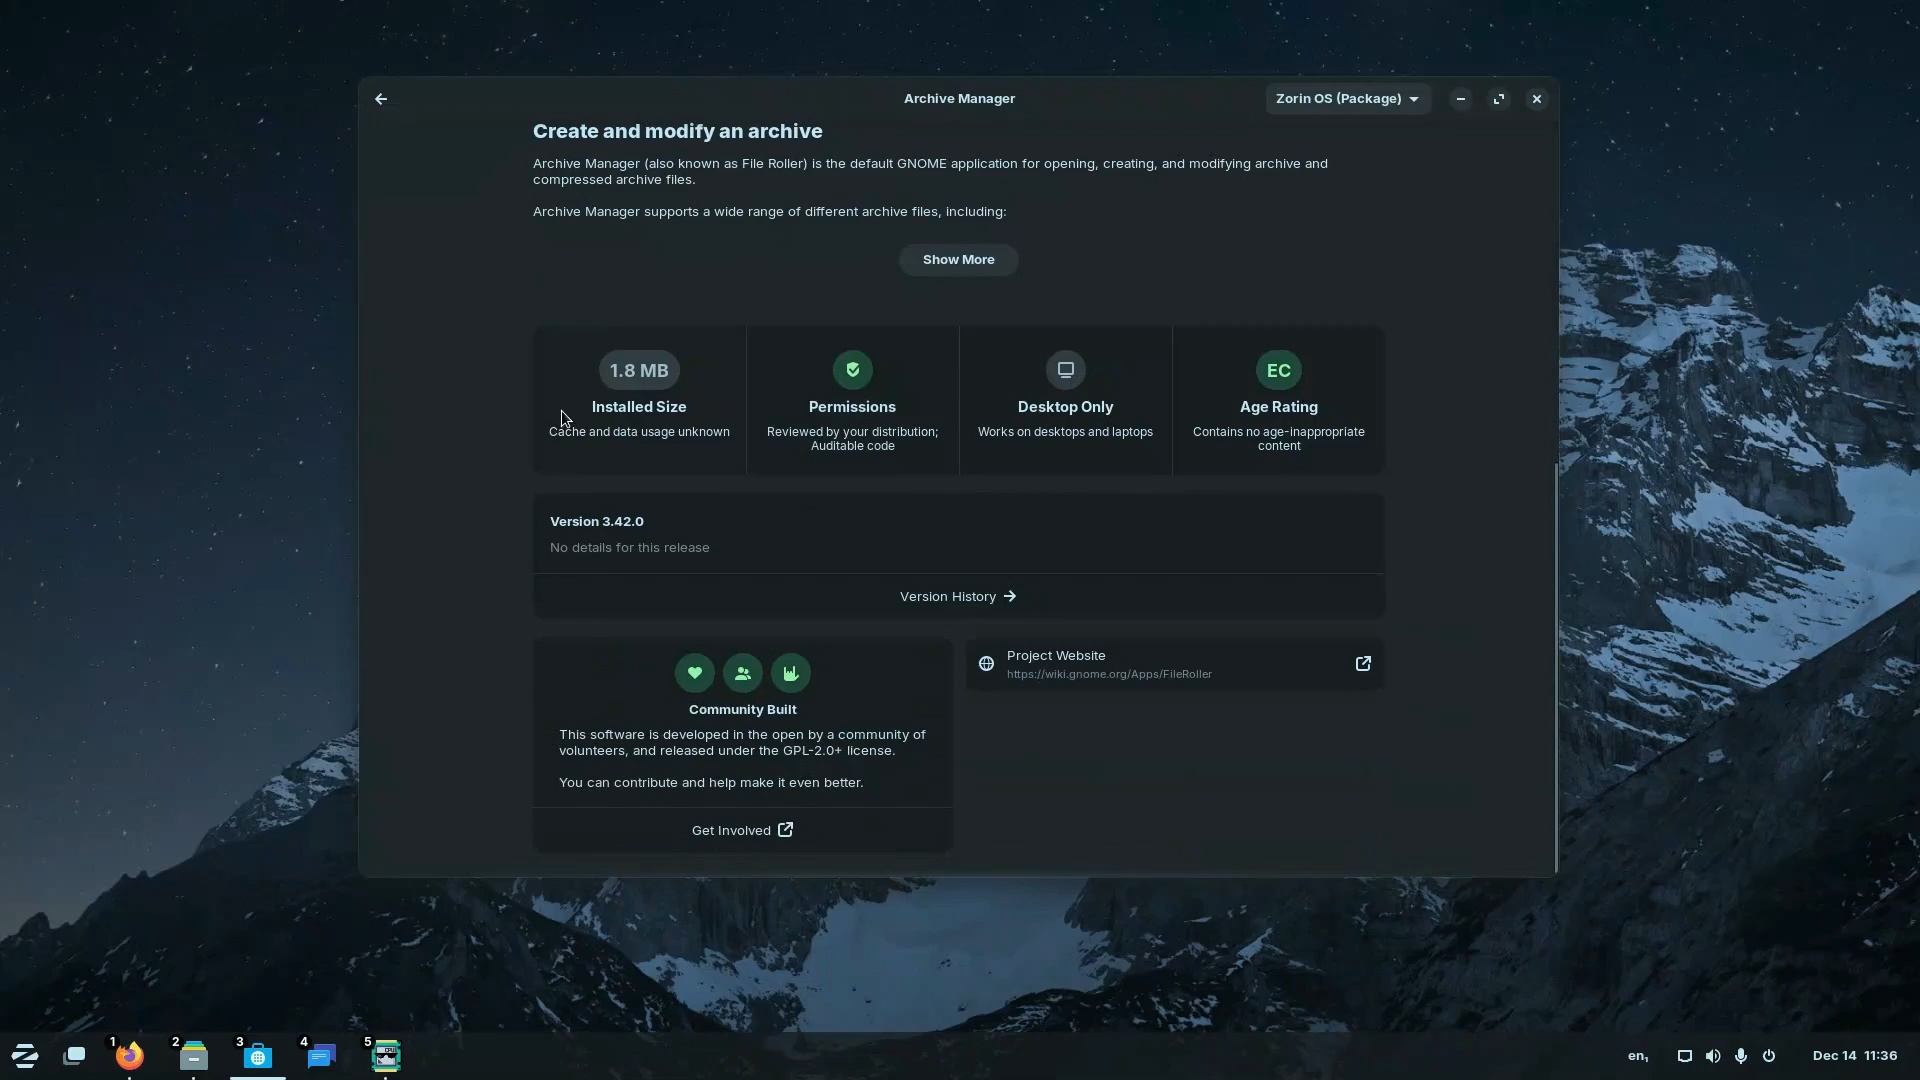 Archive Manager
Zorin OS (Package)
Create and modify an archive
Archive Manager (also known as File Roller) is the default GNOME application for opening, creating, and modifying archive and
compressed archive files.
Archive Manager supports a wide range of different archive files, including:
Show More
1.8 MB
Installed Size
Cache and data usage unknown
Permissions
Reviewed by your distribution;
Auditable code
Desktop Only
Works on desktops and laptops
EC
Age Rating
Contains no age-inappropriate
content
Version 3.42.0
No details for this release
Version History
Community Built
This software is developed in the open by a community of
volunteers, and released under the GPL-2.0+ license.
You can contribute and help make it even better.
Get Involved
Project Website
https://wiki.gnome.org/Apps/FileRoller
1
2
3
4
5
en₁
Dec 14 11:36